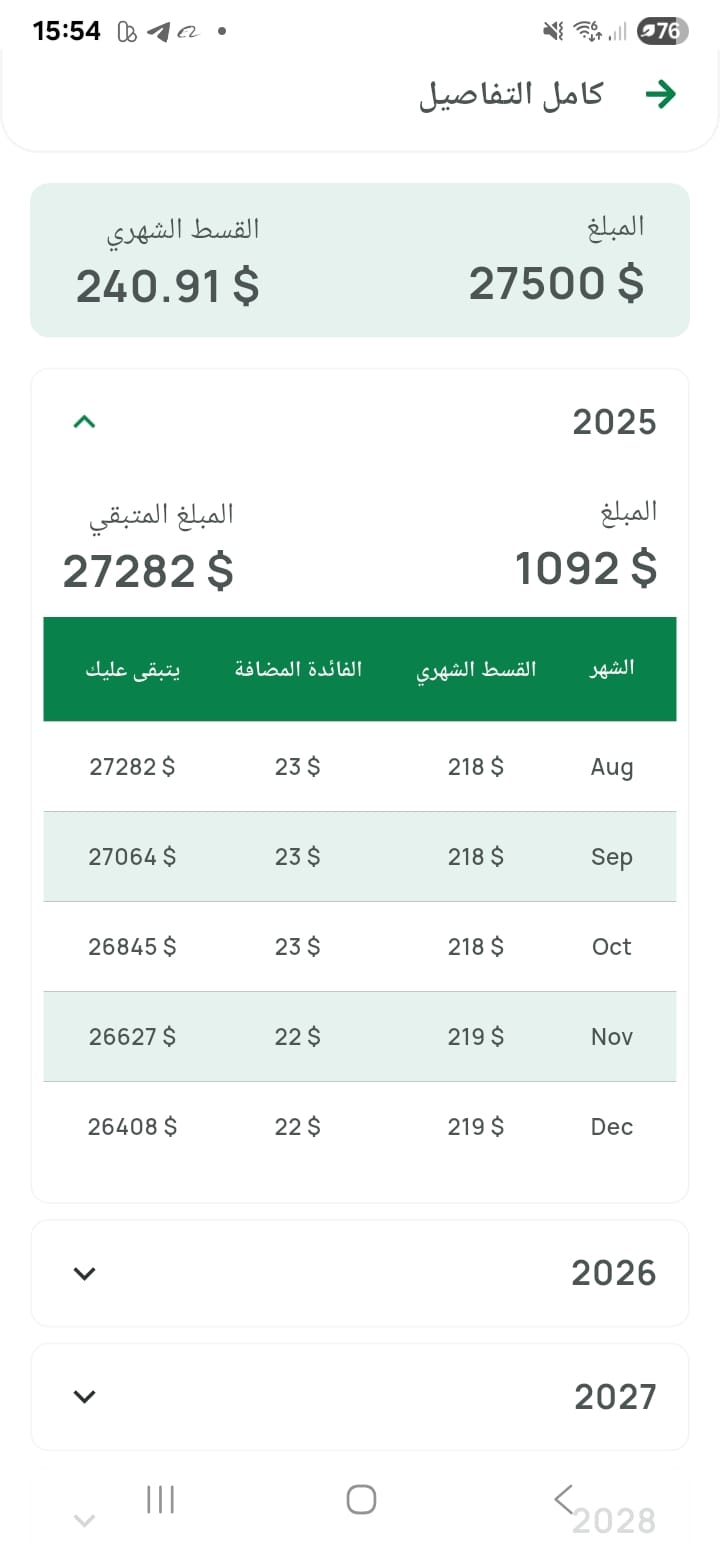 15:54
76
كامل التفاصيل
المبلغ القسط الشهري
27500 $ 240.91 $
2025
المبلغ المبلغ المتبقي
1092 $ 27282 $
الشهر القسط الشهري الفائدة المضافة يتبقى عليك
Aug 218 $ 23 $ 27282 $
Sep 218 $ 23 $ 27064 $
Oct 218 $ 23 $ 26845 $
Nov 219 $ 22 $ 26627 $
Dec 219 $ 22 $ 26408 $
2026
2027
2028